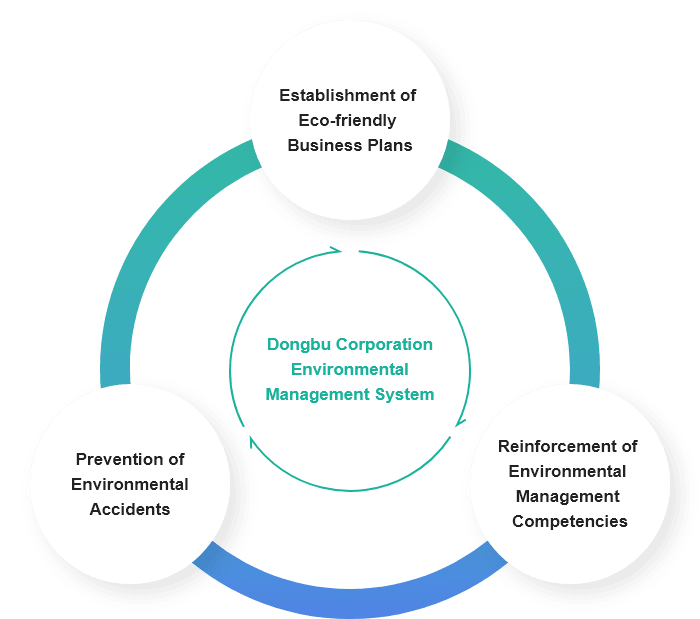 Establishment of
Eco-friendly
Business Plans
Dongbu Corporation
Environmental
Management System
Prevention of
Environmental
Accidents
Reinforcement of
Environmental
Management
Competencies